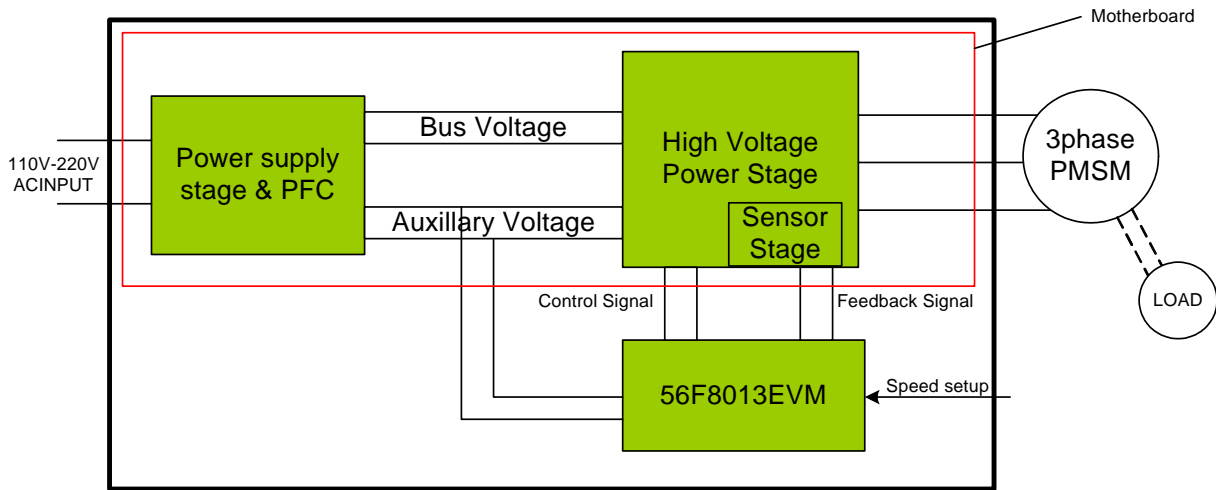 Motherboard
110V-220V
ACINPUT
Power supply
stage & PFC
Bus Voltage
Auxillary Voltage
High Voltage
Power Stage
Sensor
Stage
3phase
PMSM
LOAD
Control Signal
Feedback Signal
56F8013EVM
Speed setup